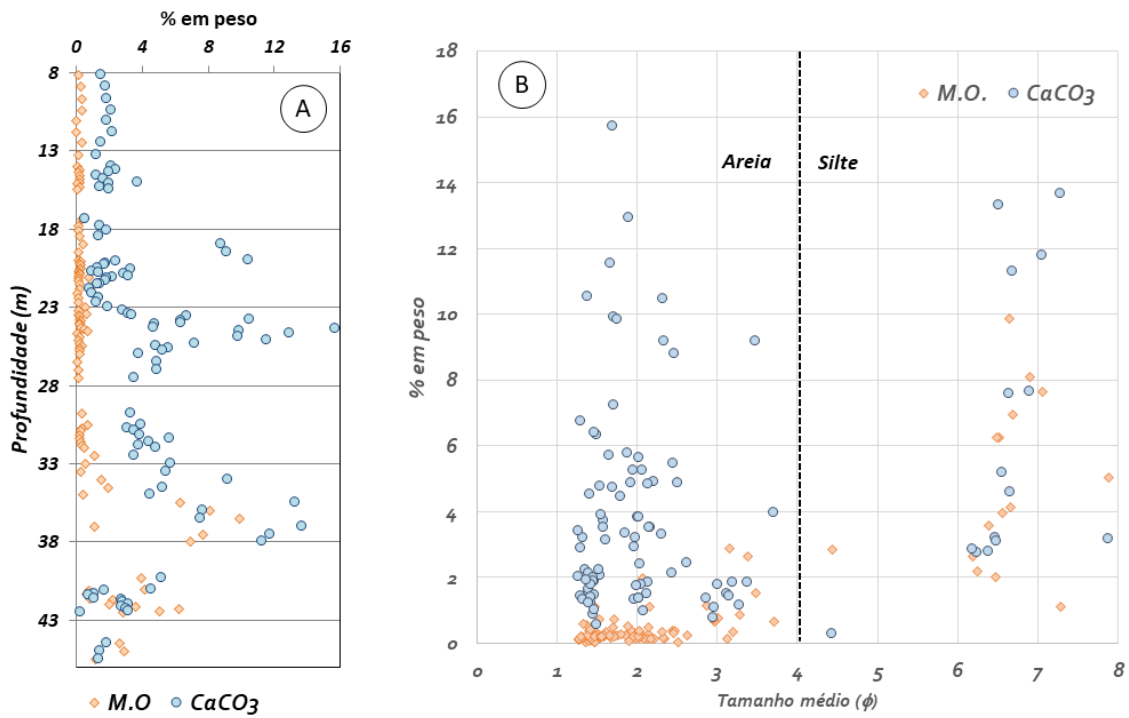 % em peso
0 4 8 12 16
A
8
13
18
23
28
33
38
43
Profundidade (m)
M.O CaCO3
B
M.O. CaCO3
Areia Silte
18
16
14
12
10
8
6
4
2
0
% em peso
0 1 2 3 4 5 6 7 8
Tamanho médio (ϕ)